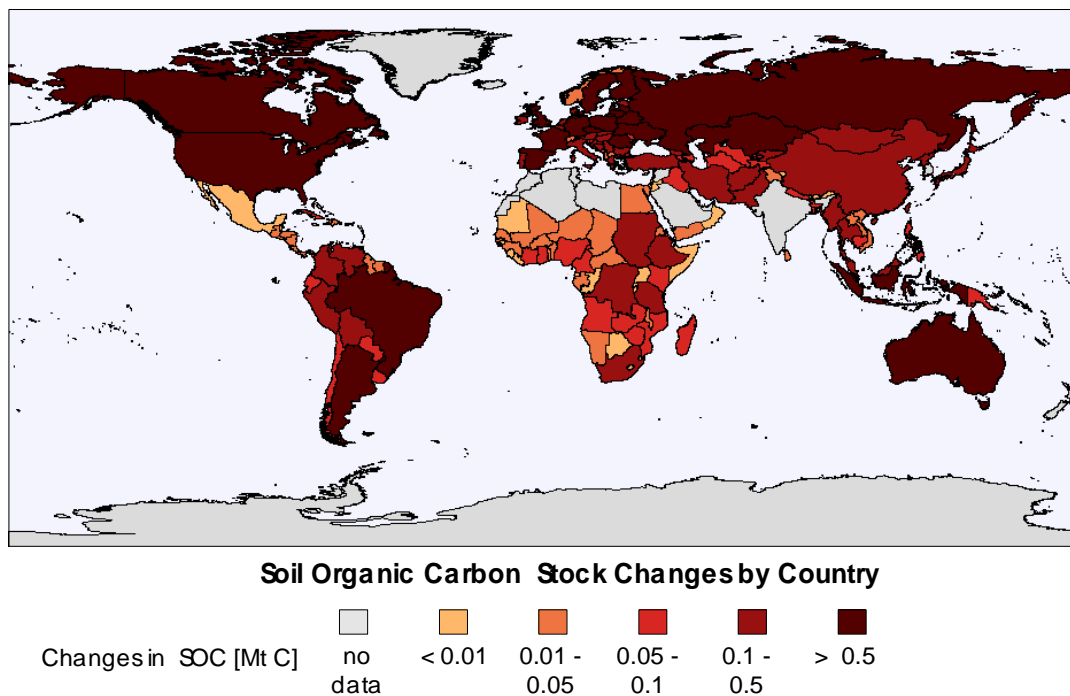 Soil Organic Carbon Stock Changes by Country
Changes in SOC [Mt C]
no data
< 0.01
0.01 - 0.05
0.05 - 0.1
0.1 - 0.5
> 0.5